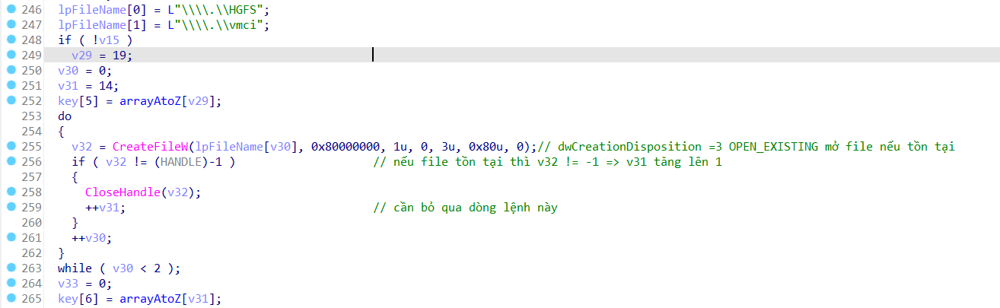 246 lpFileName[0] = L"\\\\.\\HGFS";
247 lpFileName[1] = L"\\\\.\\vmci";
248 if ( !v15 )
249 v29 = 19;
250 v30 = 0;
251 v31 = 14;
252 key[5] = arrayAtoZ[v29];
253 do
254 {
255 v32 = CreateFileW(lpFileName[v30], 0x80000000, 1u, 0, 3u, 0x80u, 0);// dwCreationDisposition =3 OPEN_EXISTING mở file nếu tồn tại
256 if ( v32 != (HANDLE)-1 ) // nếu file tồn tại thì v32 != -1 => v31 tăng lên 1
257 {
258 CloseHandle(v32);
259 ++v31; // cần bỏ qua dòng lệnh này
260 }
261 ++v30;
262 }
263 while ( v30 < 2 );
264 v33 = 0;
265 key[6] = arrayAtoZ[v31];